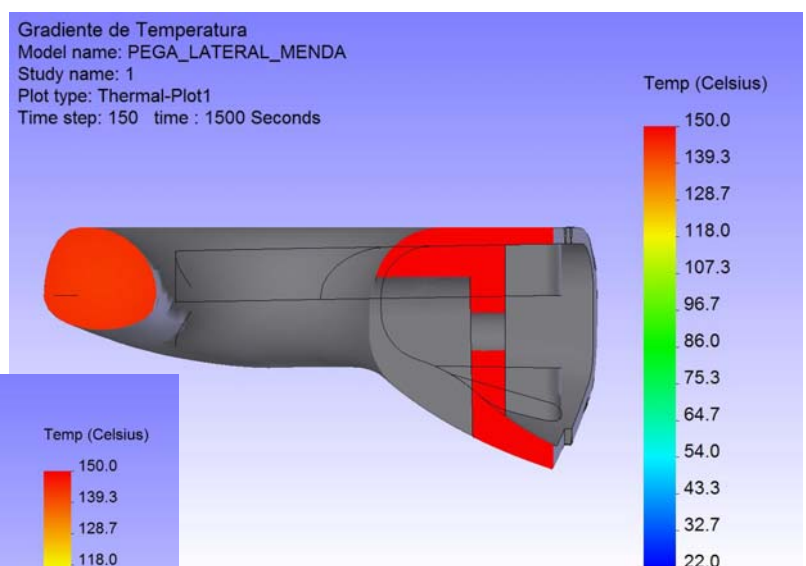 Gradiente de Temperatura
Model name: PEGA_LATERAL_MENDA
Study name: 1
Plot type: Thermal-Plot1
Time step: 150   time : 1500 Seconds
Temp (Celsius)
150.0
139.3
128.7
118.0
107.3
96.7
86.0
75.3
64.7
54.0
43.3
32.7
22.0
Temp (Celsius)
150.0
139.3
128.7
118.0